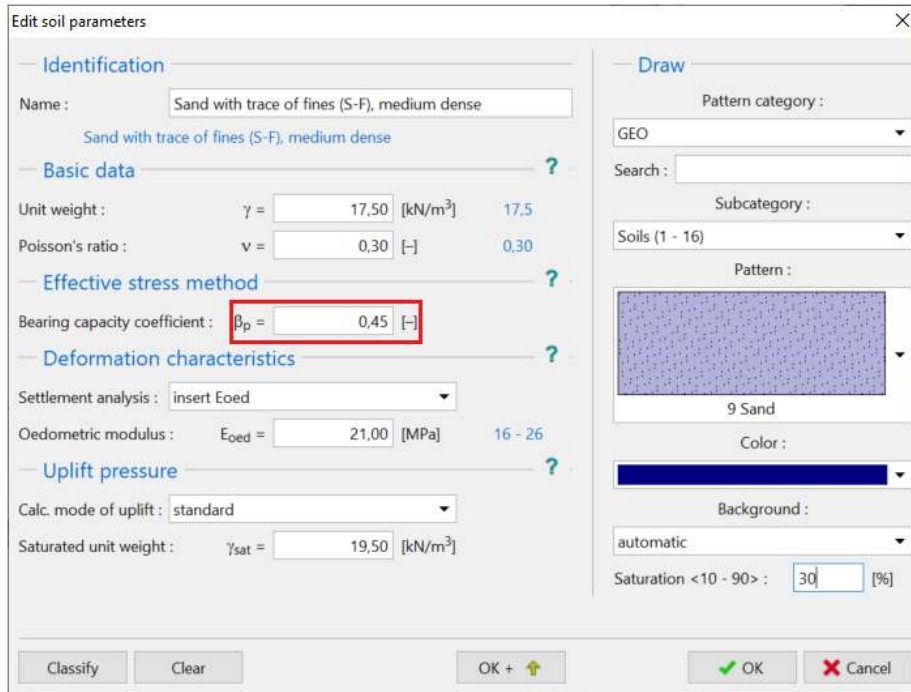 Edit soil parameters
Identification
Name : Sand with trace of fines (S-F), medium dense
Sand with trace of fines (S-F), medium dense
Basic data ?
Unit weight : γ = 17,50 [kN/m³] 17,5
Poisson's ratio : ν = 0,30 [–] 0,30
Effective stress method ?
Bearing capacity coefficient : βp = 0,45 [–]
Deformation characteristics ?
Settlement analysis : insert Eoed
Oedometric modulus : Eoed = 21,00 [MPa] 16 - 26
Uplift pressure ?
Calc. mode of uplift : standard
Saturated unit weight : γsat = 19,50 [kN/m³]
Draw
Pattern category :
GEO
Search :
Subcategory :
Soils (1 - 16)
Pattern :
9 Sand
Color :
Background :
automatic
Saturation <10 - 90> : 30 [%]
Classify Clear OK + OK Cancel